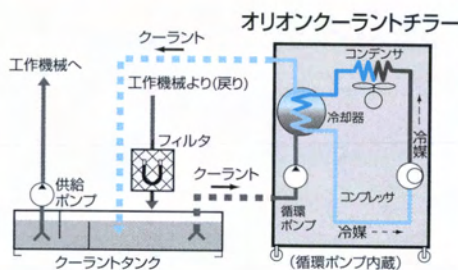 オリオンクーラントチラー
クーラント
コンデンサ
工作機械へ
工作機械より(戻り)
冷却器
フィルタ
クーラント
冷媒
供給
ポンプ
循環
ポンプ
コンプレッサ
冷媒
クーラントタンク
(循環ポンプ内蔵)